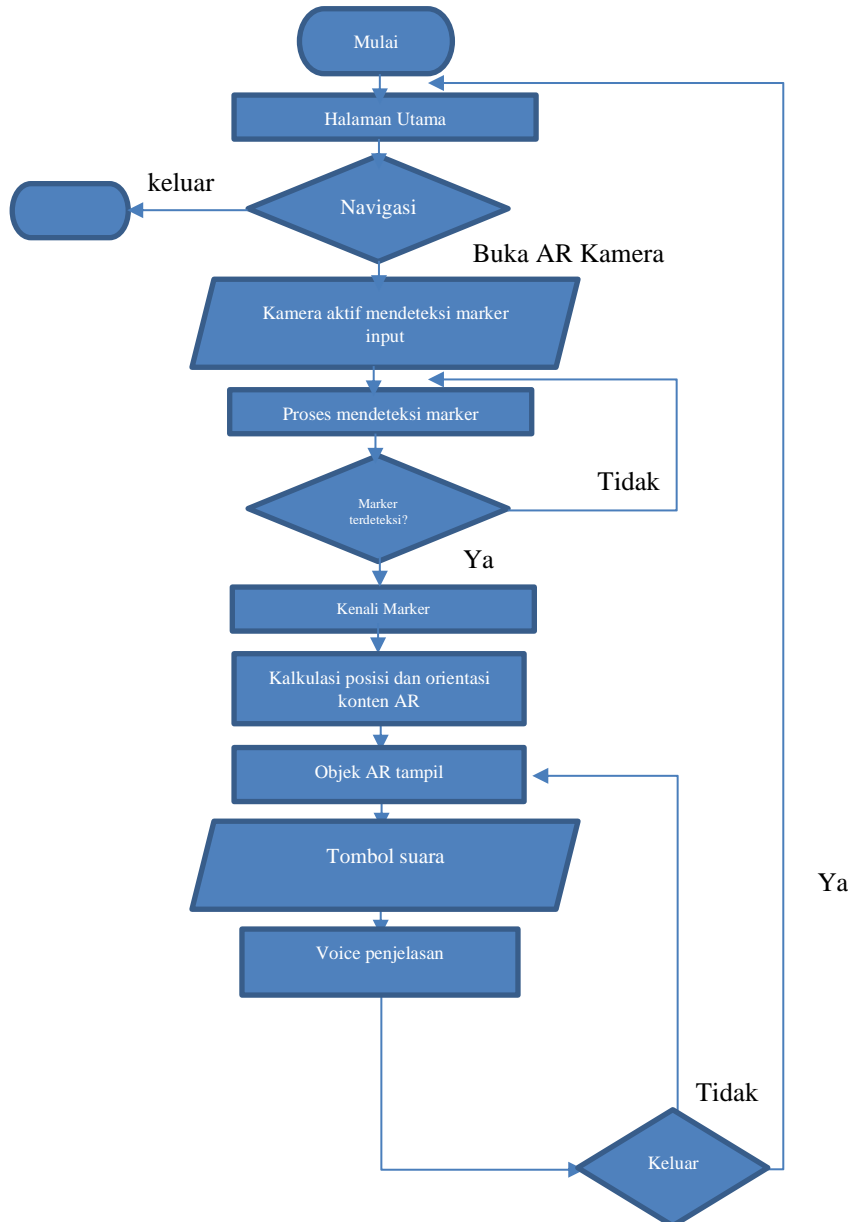 Mulai
Halaman Utama
keluar
Navigasi
Buka AR Kamera
Kamera aktif mendeteksi marker
input
Proses mendeteksi marker
Tidak
Marker
terdeteksi?
Ya
Kenali Marker
Kalkulasi posisi dan orientasi
konten AR
Objek AR tampil
Tombol suara
Ya
Voice penjelasan
Tidak
Keluar